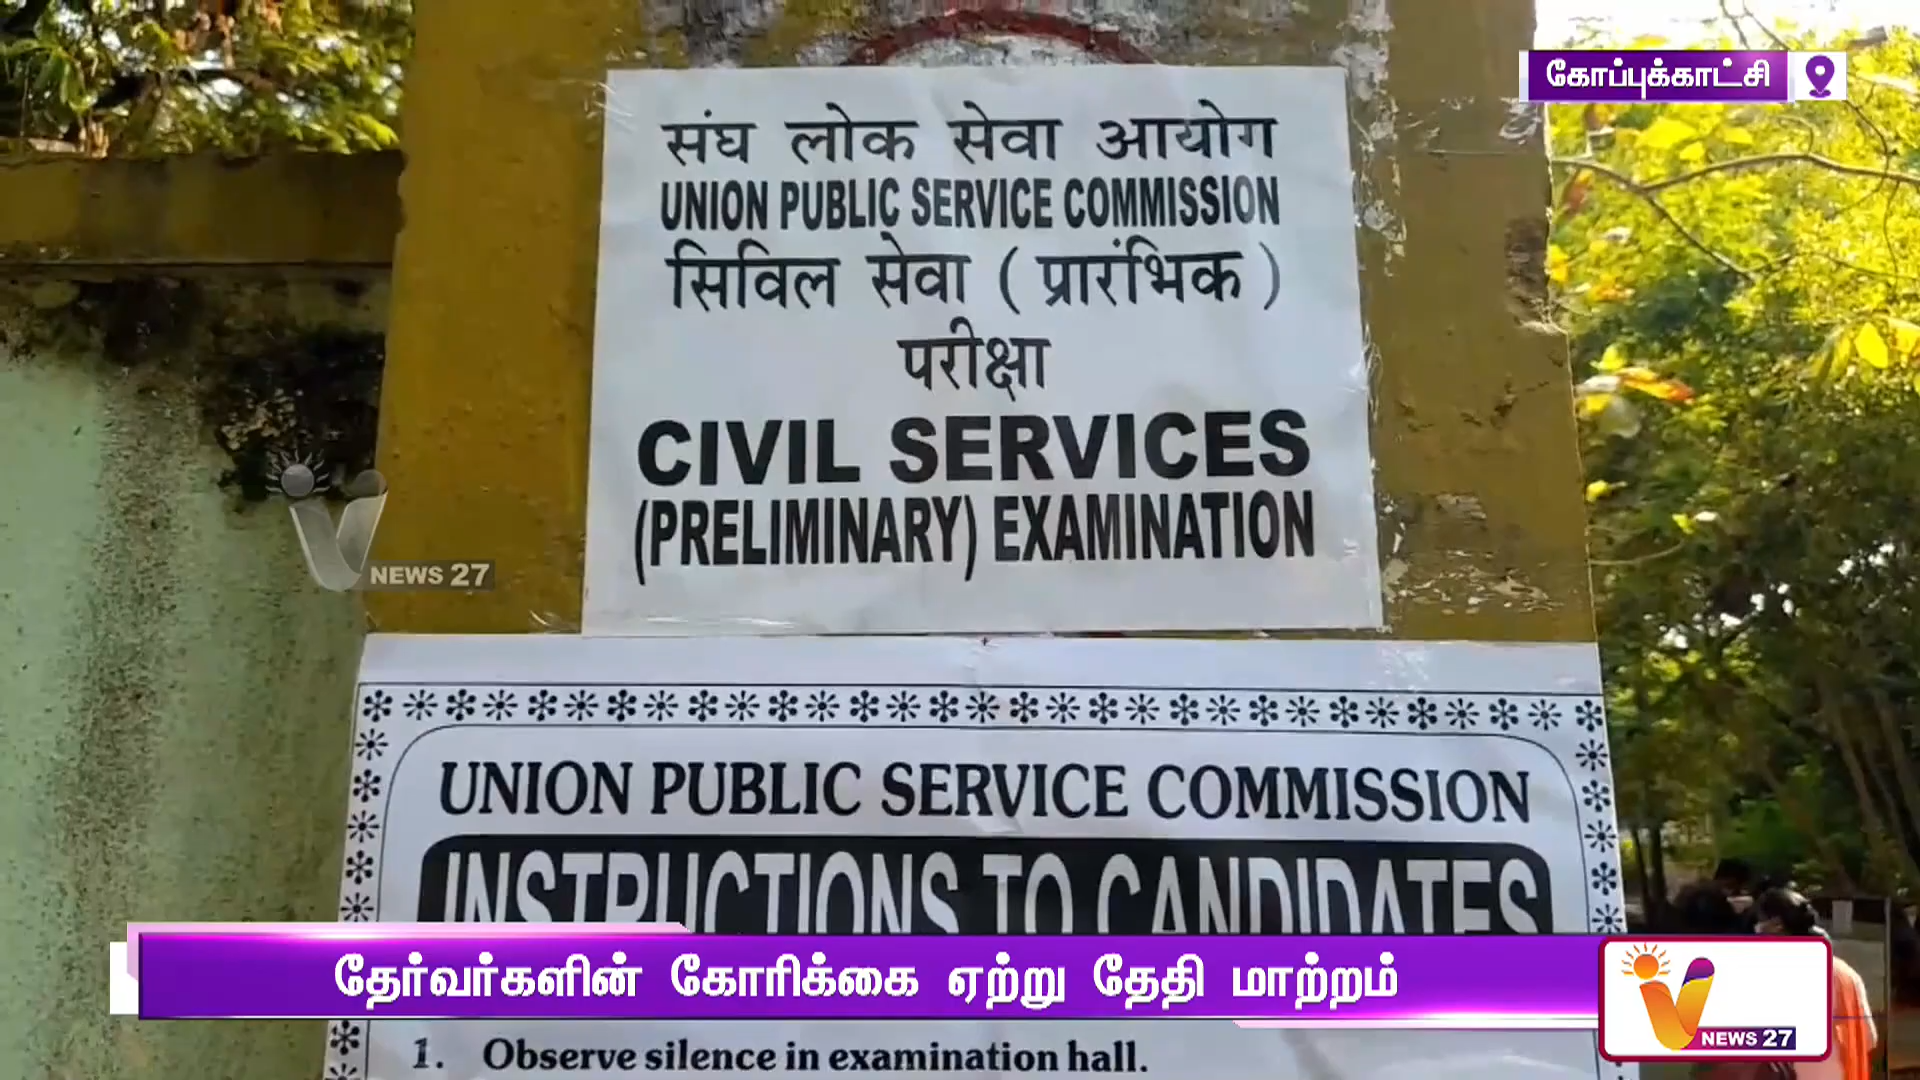 கோப்புக்காட்சி
संघ लोक सेवा आयोग
UNION PUBLIC SERVICE COMMISSION
सिविल सेवा ( प्रारंभिक )
परीक्षा
CIVIL SERVICES
(PRELIMINARY) EXAMINATION
NEWS 27
UNION PUBLIC SERVICE COMMISSION
INSTRUCTIONS TO CANDIDATES
தேர்வர்களின் கோரிக்கை ஏற்று தேதி மாற்றம்
NEWS 27
1. Observe silence in examination hall.